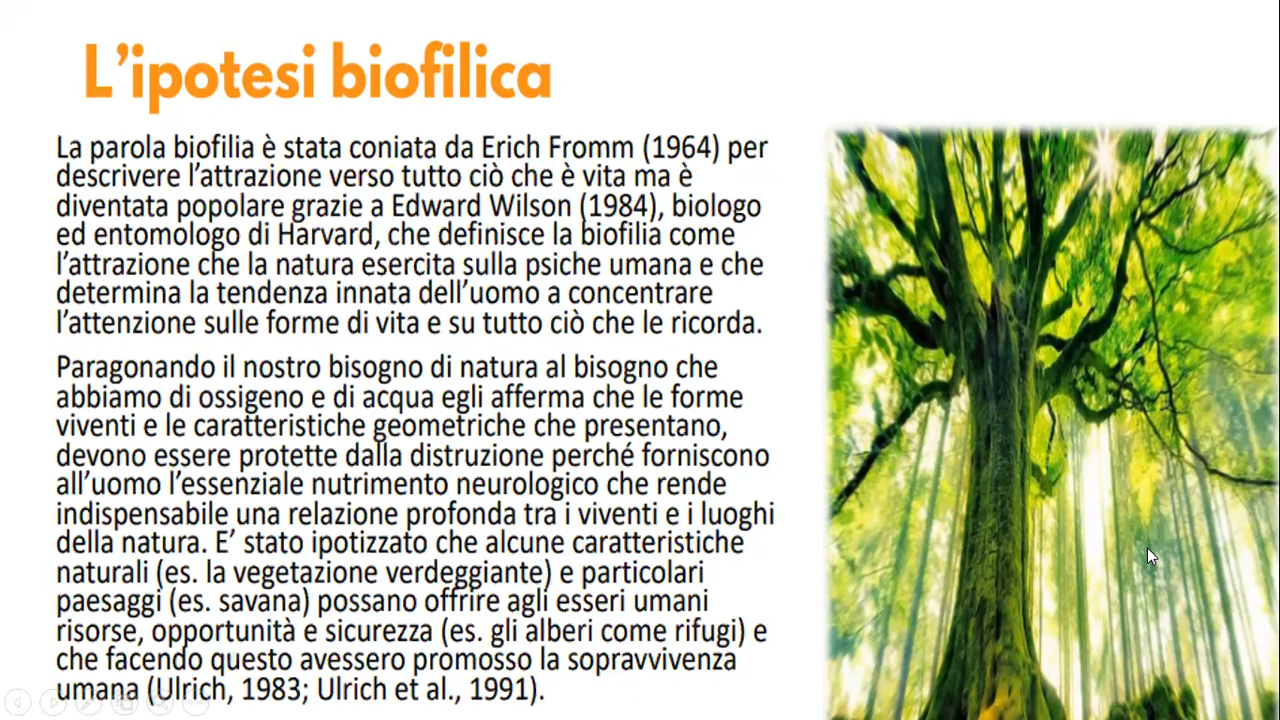 L'ipotesi biofilica
La parola biofilia è stata coniata da Erich Fromm (1964) per
descrivere l'attrazione verso tutto ciò che è vita ma è
diventata popolare grazie a Edward Wilson (1984), biologo
ed entomologo di Harvard, che definisce la biofilia come
l'attrazione che la natura esercita sulla psiche umana e che
determina la tendenza innata dell'uomo a concentrare
l'attenzione sulle forme di vita e su tutto ciò che le ricorda.
Paragonando il nostro bisogno di natura al bisogno che
abbiamo di ossigeno e di acqua egli afferma che le forme
viventi e le caratteristiche geometriche che presentano,
devono essere protette dalla distruzione perché forniscono
all'uomo l'essenziale nutrimento neurologico che rende
indispensabile una relazione profonda tra i viventi e i luoghi
della natura. E' stato ipotizzato che alcune caratteristiche
naturali (es. la vegetazione verdeggiante) e particolari
paesaggi (es. savana) possano offrire agli esseri umani
risorse, opportunità e sicurezza (es. gli alberi come rifugi) e
che facendo questo avessero promosso la sopravvivenza
umana (Ulrich, 1983; Ulrich et al., 1991).